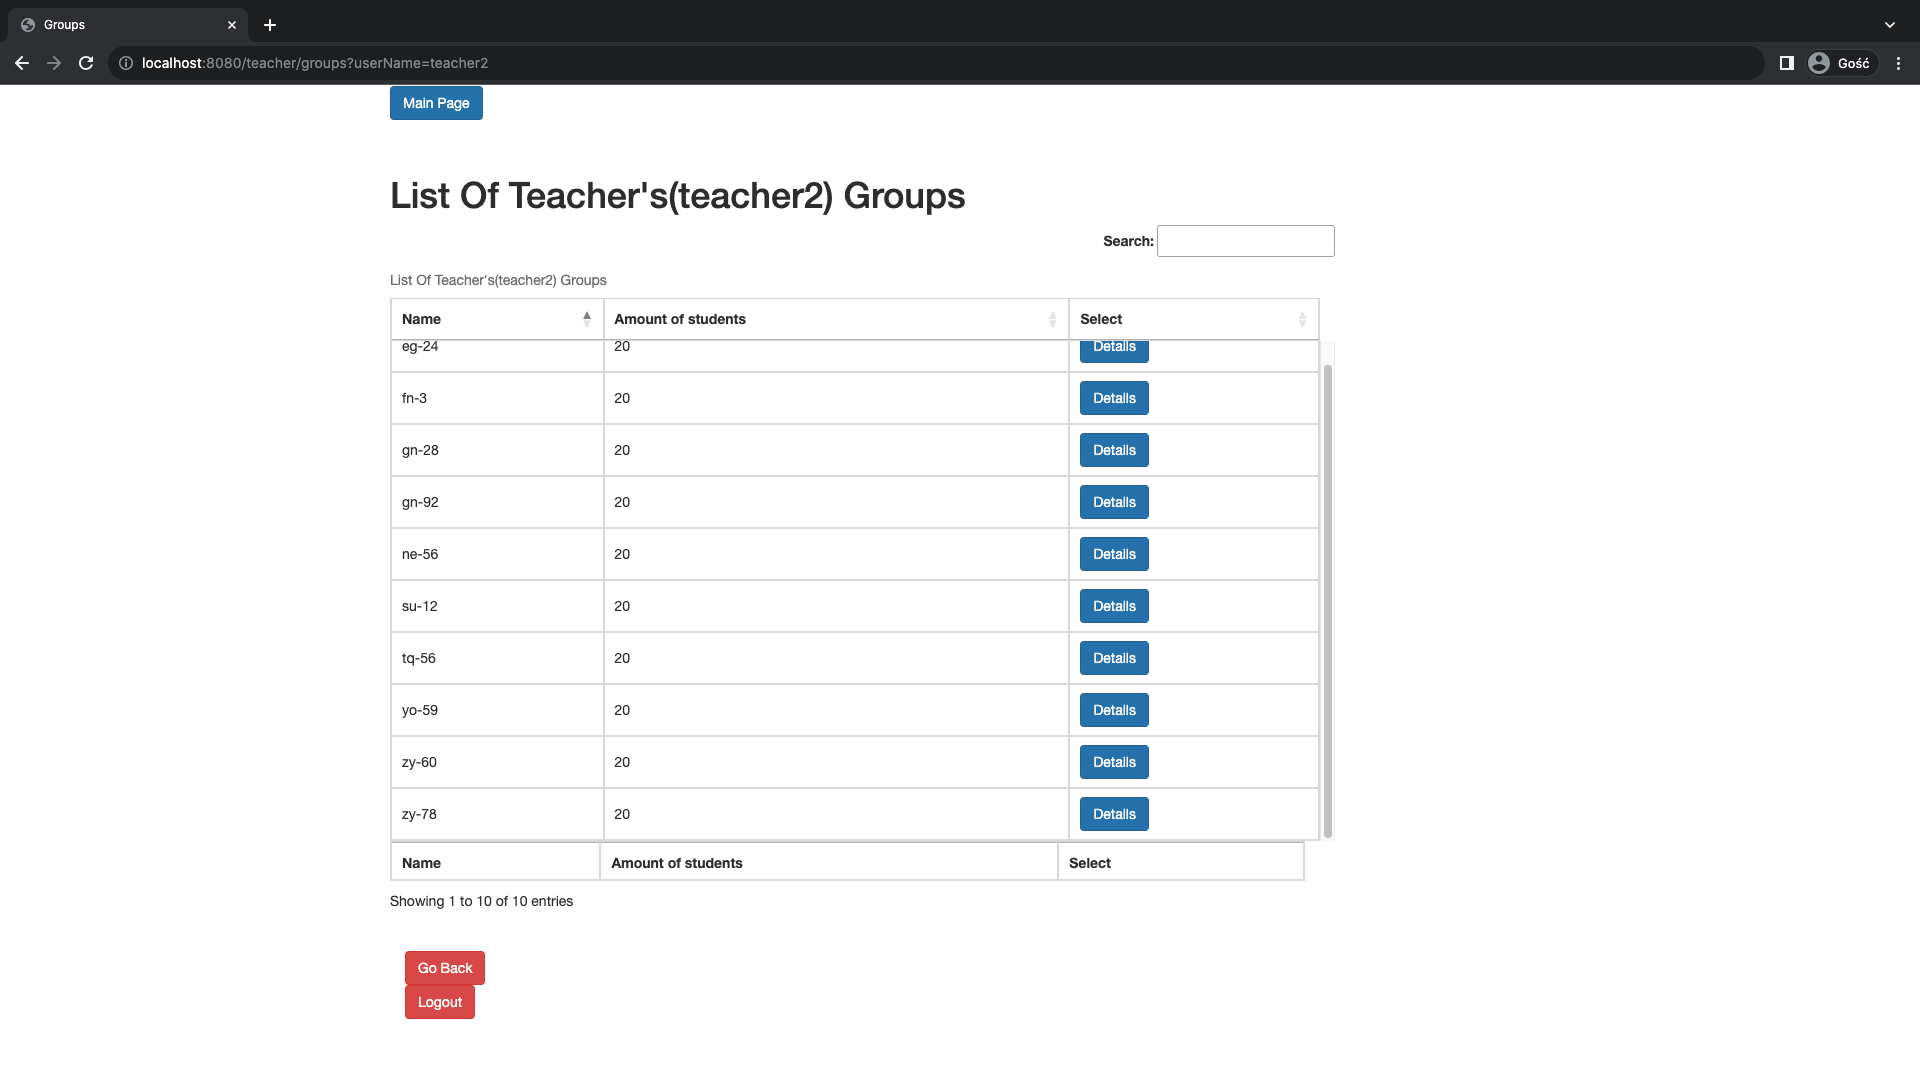 Groups
localhost:8080/teacher/groups?userName=teacher2
Gość
Main Page
List Of Teacher's(teacher2) Groups
Search:
List Of Teacher's(teacher2) Groups
Name Amount of students Select
eg-24 20 Details
fn-3 20 Details
gn-28 20 Details
gn-92 20 Details
ne-56 20 Details
su-12 20 Details
tq-56 20 Details
yo-59 20 Details
zy-60 20 Details
zy-78 20 Details
Name Amount of students Select
Showing 1 to 10 of 10 entries
Go Back
Logout